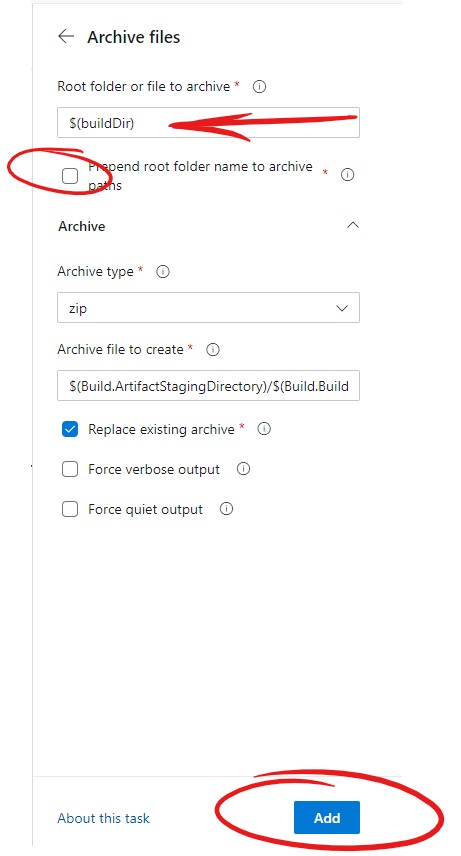 Archive files
Root folder or file to archive *
$(buildDir)
Prepend root folder name to archive *
paths
Archive
Archive type *
zip
Archive file to create *
$(Build.ArtifactStagingDirectory)/$(Build.Build
Replace existing archive *
Force verbose output
Force quiet output
About this task
Add